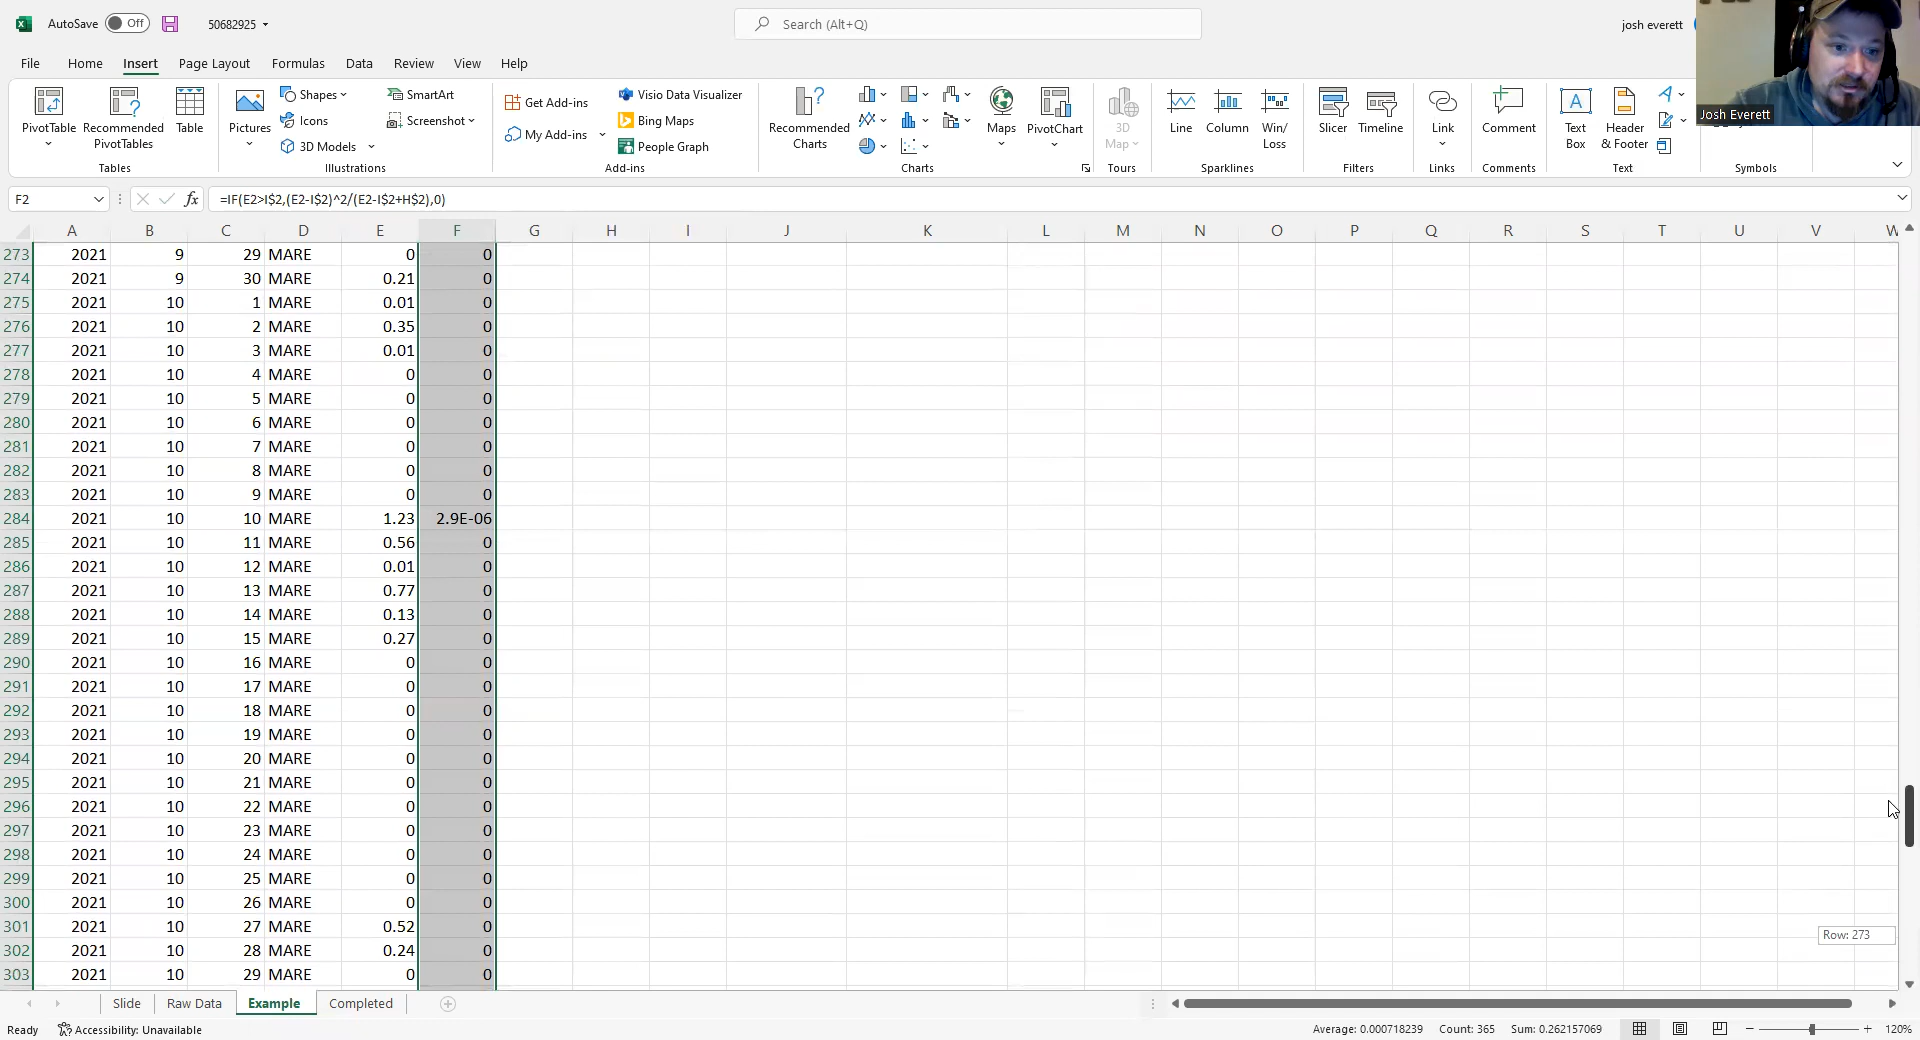 AutoSave Off 50682925 Search (Alt+Q) josh everett
File Home Insert Page Layout Formulas Data Review View Help
PivotTable Recommended PivotTables Table Pictures Shapes Icons 3D Models SmartArt Screenshot Get Add-ins My Add-ins Visio Data Visualizer Bing Maps People Graph Recommended Charts Maps PivotChart 3D Map Line Column Win/Loss Slicer Timeline Link Comment Text Box Header & Footer
Josh Everett
Tables Illustrations Add-ins Charts Tours Sparklines Filters Links Comments Text Symbols
F2 fx =IF(E2>I$2,(E2-I$2)^2/(E2-I$2+H$2),0)
A B C D E F G H I J K L M N O P Q R S T U V W
273 2021 9 29 MARE 0 0
274 2021 9 30 MARE 0.21 0
275 2021 10 1 MARE 0.01 0
276 2021 10 2 MARE 0.35 0
277 2021 10 3 MARE 0.01 0
278 2021 10 4 MARE 0 0
279 2021 10 5 MARE 0 0
280 2021 10 6 MARE 0 0
281 2021 10 7 MARE 0 0
282 2021 10 8 MARE 0 0
283 2021 10 9 MARE 0 0
284 2021 10 10 MARE 1.23 2.9E-06
285 2021 10 11 MARE 0.56 0
286 2021 10 12 MARE 0.01 0
287 2021 10 13 MARE 0.77 0
288 2021 10 14 MARE 0.13 0
289 2021 10 15 MARE 0.27 0
290 2021 10 16 MARE 0 0
291 2021 10 17 MARE 0 0
292 2021 10 18 MARE 0 0
293 2021 10 19 MARE 0 0
294 2021 10 20 MARE 0 0
295 2021 10 21 MARE 0 0
296 2021 10 22 MARE 0 0
297 2021 10 23 MARE 0 0
298 2021 10 24 MARE 0 0
299 2021 10 25 MARE 0 0
300 2021 10 26 MARE 0 0
301 2021 10 27 MARE 0.52 0
Row: 273
302 2021 10 28 MARE 0.24 0
303 2021 10 29 MARE 0 0
Slide Raw Data Example Completed
Ready Accessibility: Unavailable Average: 0.000718239 Count: 365 Sum: 0.262157069 120%